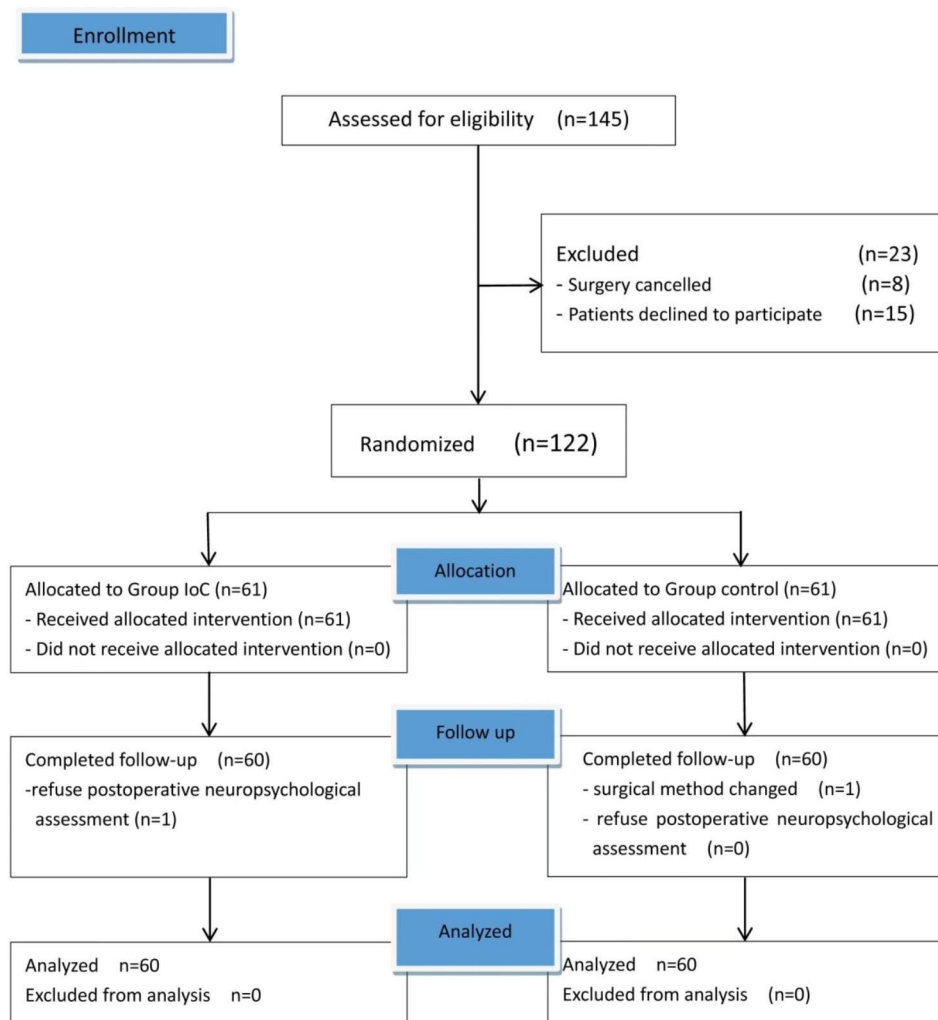 Enrollment
Assessed for eligibility (n=145)
Excluded (n=23)
- Surgery cancelled (n=8)
- Patients declined to participate (n=15)
Randomized (n=122)
Allocation
Allocated to Group IoC (n=61)
- Received allocated intervention (n=61)
- Did not receive allocated intervention (n=0)
Allocated to Group control (n=61)
- Received allocated intervention (n=61)
- Did not receive allocated intervention (n=0)
Follow up
Completed follow-up (n=60)
-refuse postoperative neuropsychological
assessment (n=1)
Completed follow-up (n=60)
- surgical method changed (n=1)
- refuse postoperative neuropsychological
assessment (n=0)
Analyzed
Analyzed n=60
Excluded from analysis n=0
Analyzed n=60
Excluded from analysis (n=0)